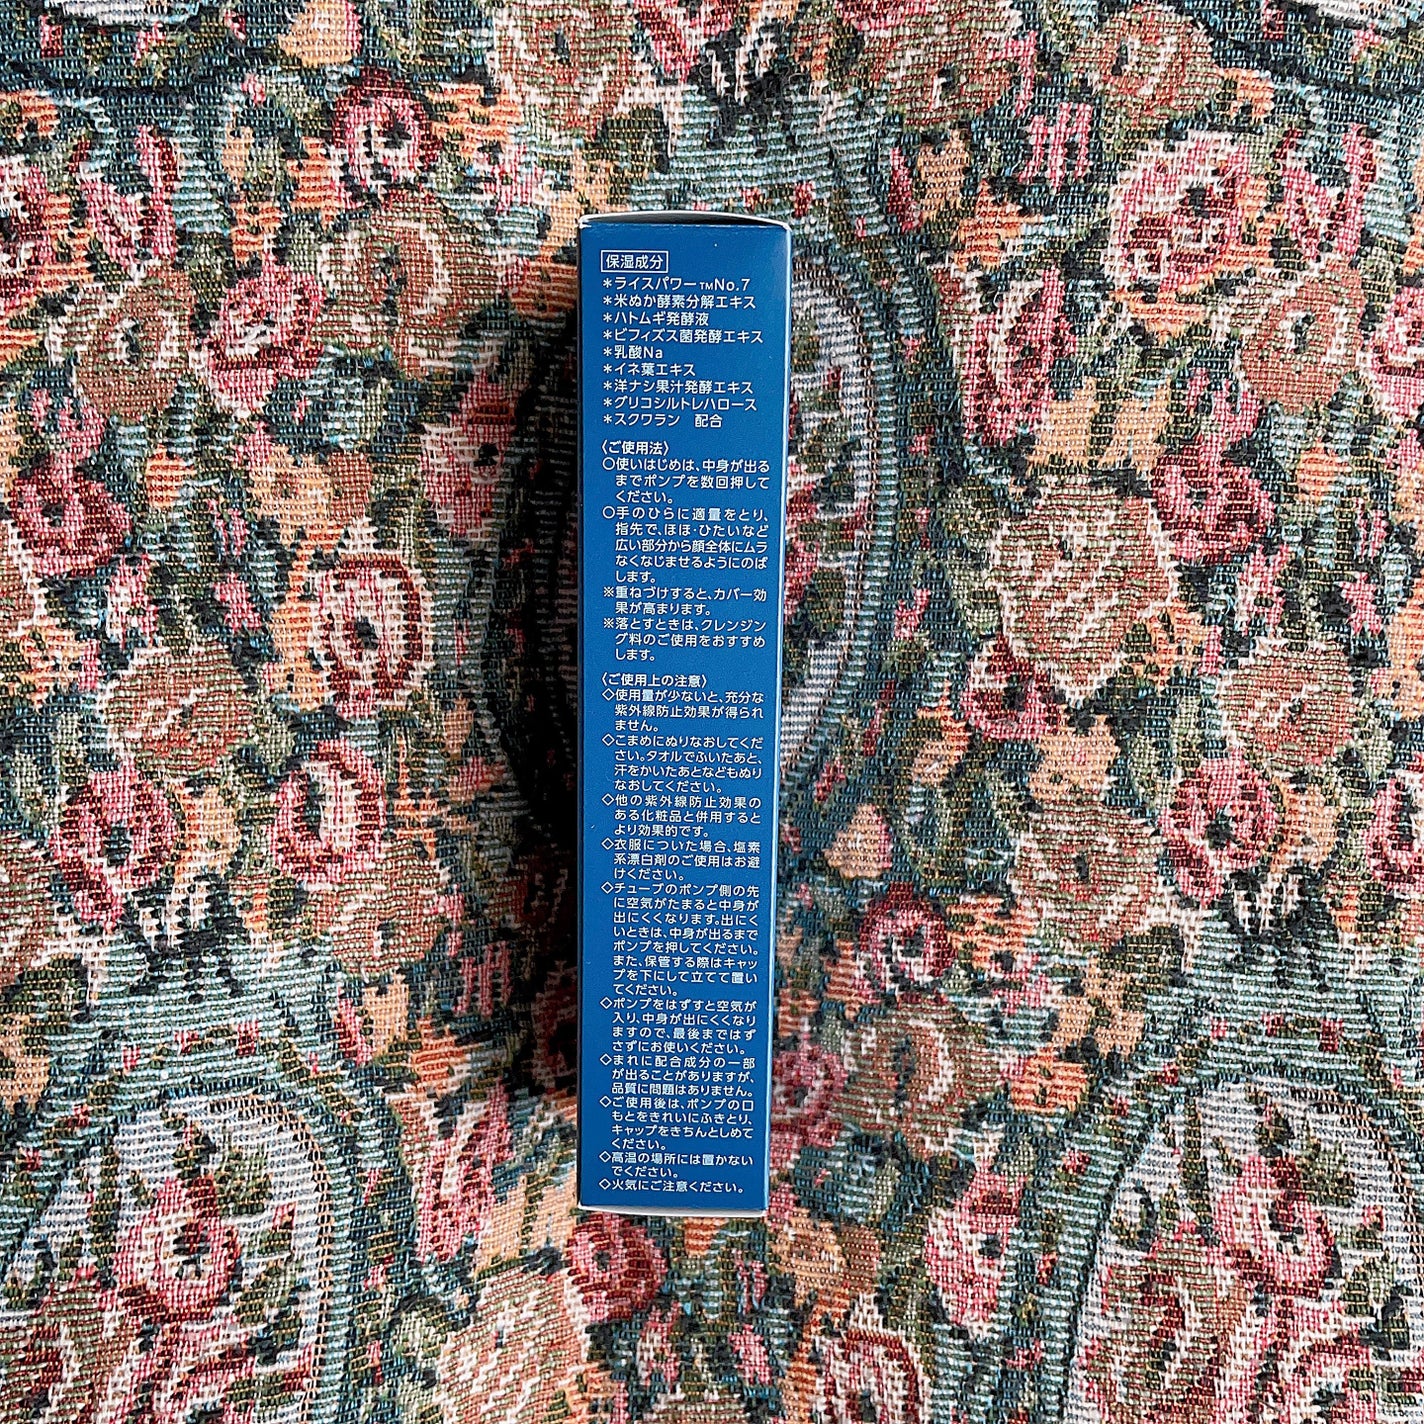 保湿成分
*ライスパワー™No.7
*米ぬか酵素分解エキス
*ハトムギ発酵液
*ビフィズス菌発酵エキス
*乳酸Na
*イネ葉エキス
*洋ナシ果汁発酵エキス
*グリコシルトレハロース
*スクワラン　配合
〈ご使用法〉
○使いはじめは、中身が出る
までポンプを数回押して
ください。
○手のひらに適量をとり、
指先で、ほほ・ひたいなど
広い部分から顔全体にムラ
なくなじませるようにのば
します。
※重ねづけすると、カバー効
果が高まります。
※落とすときは、クレンジン
グ料のご使用をおすすめ
します。
〈ご使用上の注意〉
◇使用量が少ないと、充分な
紫外線防止効果が得られ
ません。
◇こまめにぬりなおしてくだ
さい。タオルでふいたあと、
汗をかいたあとなどもぬり
なおしてください。
◇他の紫外線防止効果の
ある化粧品と併用すると
より効果的です。
◇衣服についた場合、塩素
系漂白剤のご使用はお避
けください。
◇チューブのポンプ側の先
に空気がたまると中身が
出にくくなります。出にく
いときは、中身が出るまで
ポンプを押してください。
また、保管する際はキャッ
プを下にして立てて置い
てください。
◇ポンプをはずすと空気が
入り、中身が出にくくなり
ますので、最後まではず
さずにお使いください。
◇まれに配合成分の一部
が出ることがありますが、
品質に問題はありません。
◇ご使用後は、ポンプの口
もとをきれいにふきとり、
キャップをきちんとしめて
ください。
◇高温の場所には置かない
でください。
◇火気にご注意ください。